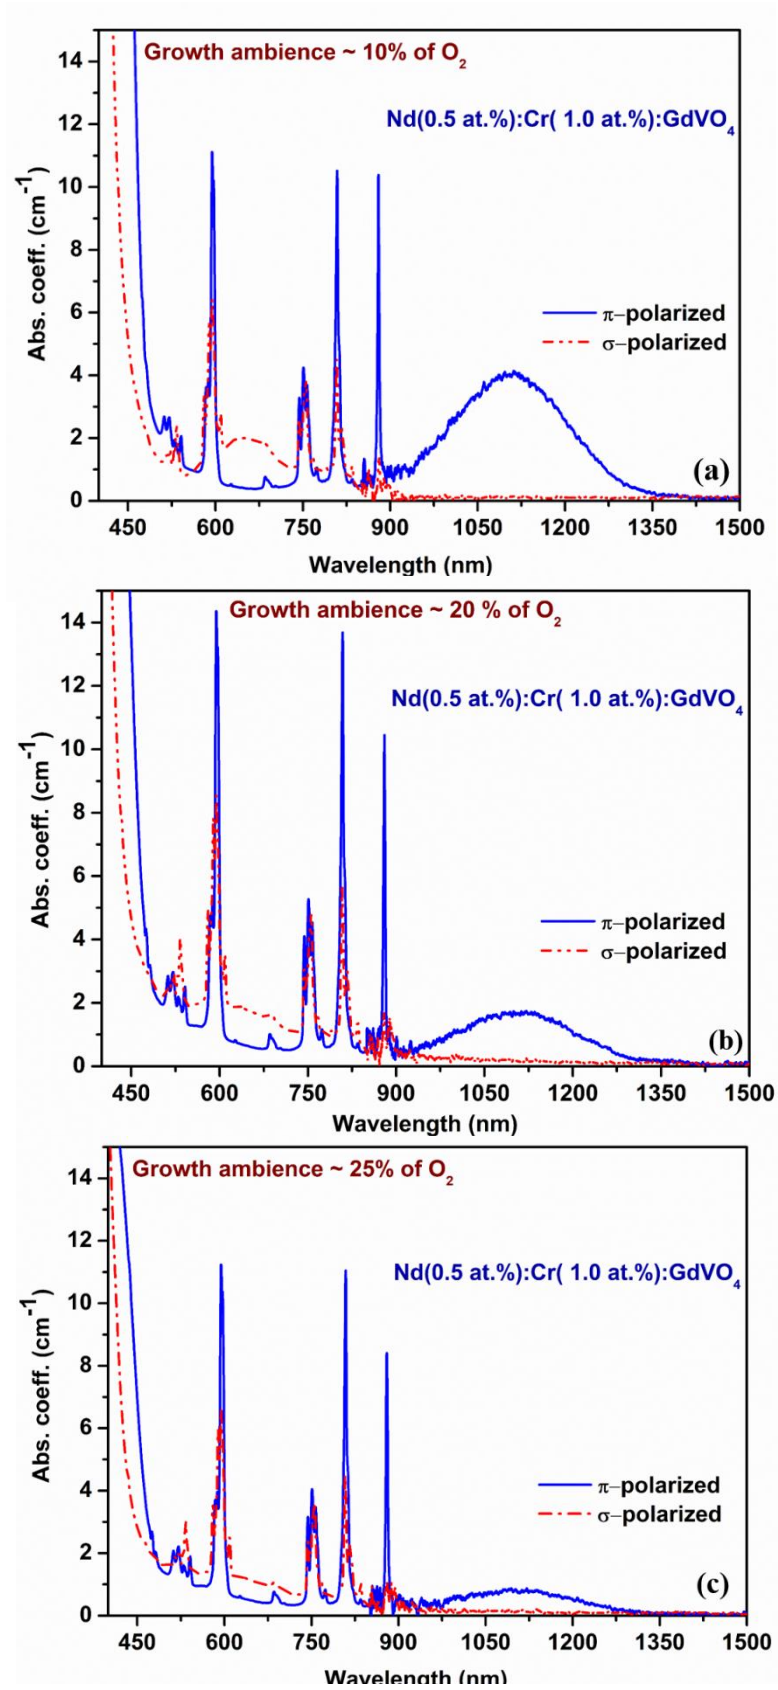 Growth ambience ~ 10% of O₂
Nd(0.5 at.%):Cr( 1.0 at.%):GdVO₄
Abs. coeff. (cm⁻¹)
14
12
10
8
6
4
2
0
π–polarized
σ–polarized
(a)
450 600 750 900 1050 1200 1350 1500
Wavelength (nm)
Growth ambience ~ 20 % of O₂
Nd(0.5 at.%):Cr( 1.0 at.%):GdVO₄
Abs. coeff. (cm⁻¹)
14
12
10
8
6
4
2
0
π–polarized
σ–polarized
(b)
450 600 750 900 1050 1200 1350 1500
Wavelength (nm)
Growth ambience ~ 25% of O₂
Nd(0.5 at.%):Cr( 1.0 at.%):GdVO₄
Abs. coeff. (cm⁻¹)
14
12
10
8
6
4
2
0
π–polarized
σ–polarized
(c)
450 600 750 900 1050 1200 1350 1500
Wavelength (nm)